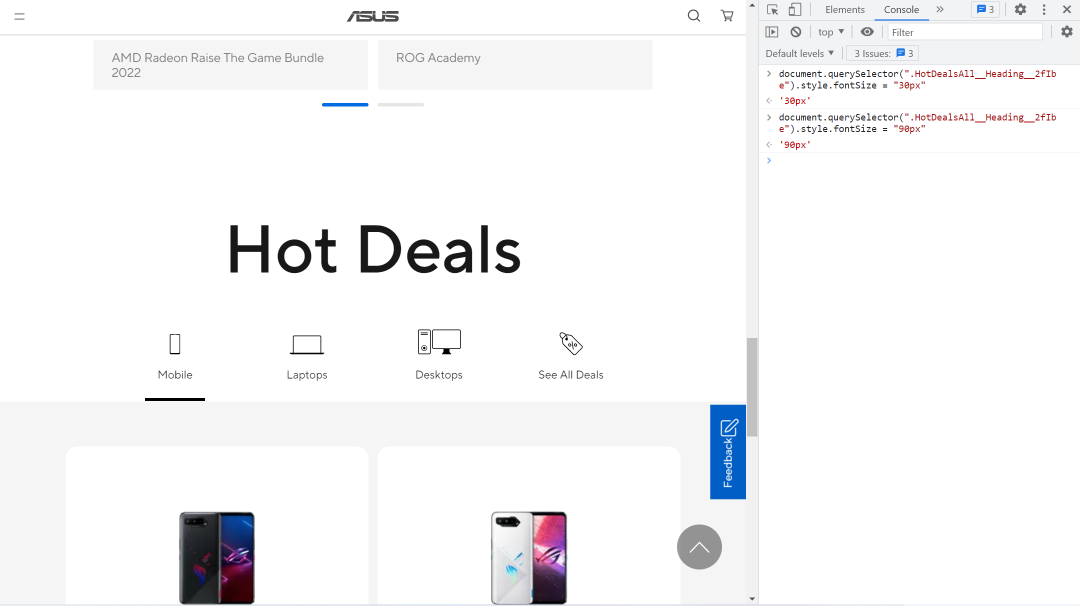 ASUS
AMD Radeon Raise The Game Bundle
2022
ROG Academy
Hot Deals
Mobile
Laptops
Desktops
See All Deals
Feedback
Elements
Console
3
top
Filter
Default levels
3 Issues:
3
document.querySelector(".HotDealsAll__Heading__2fIb
e").style.fontSize = "30px"
'30px'
document.querySelector(".HotDealsAll__Heading__2fIb
e").style.fontSize = "90px"
'90px'